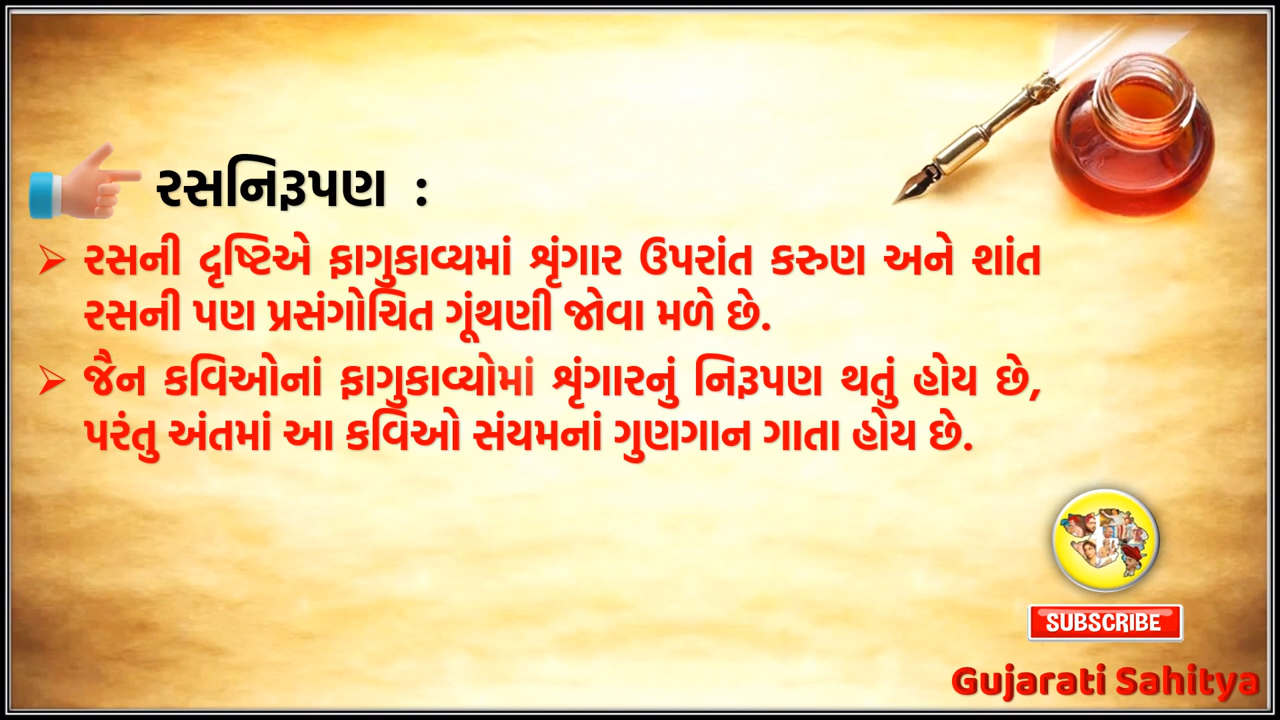 રસનિરૂપણ :
રસની દૃષ્ટિએ ફાગુકાવ્યમાં શૃંગાર ઉપરાંત કરુણ અને શાંત
રસની પણ પ્રસંગોચિત ગૂંથણી જોવા મળે છે.
જૈન કવિઓનાં ફાગુકાવ્યોમાં શૃંગારનું નિરૂપણ થતું હોય છે,
પરંતુ અંતમાં આ કવિઓ સંયમનાં ગુણગાન ગાતા હોય છે.
SUBSCRIBE
Gujarati Sahitya